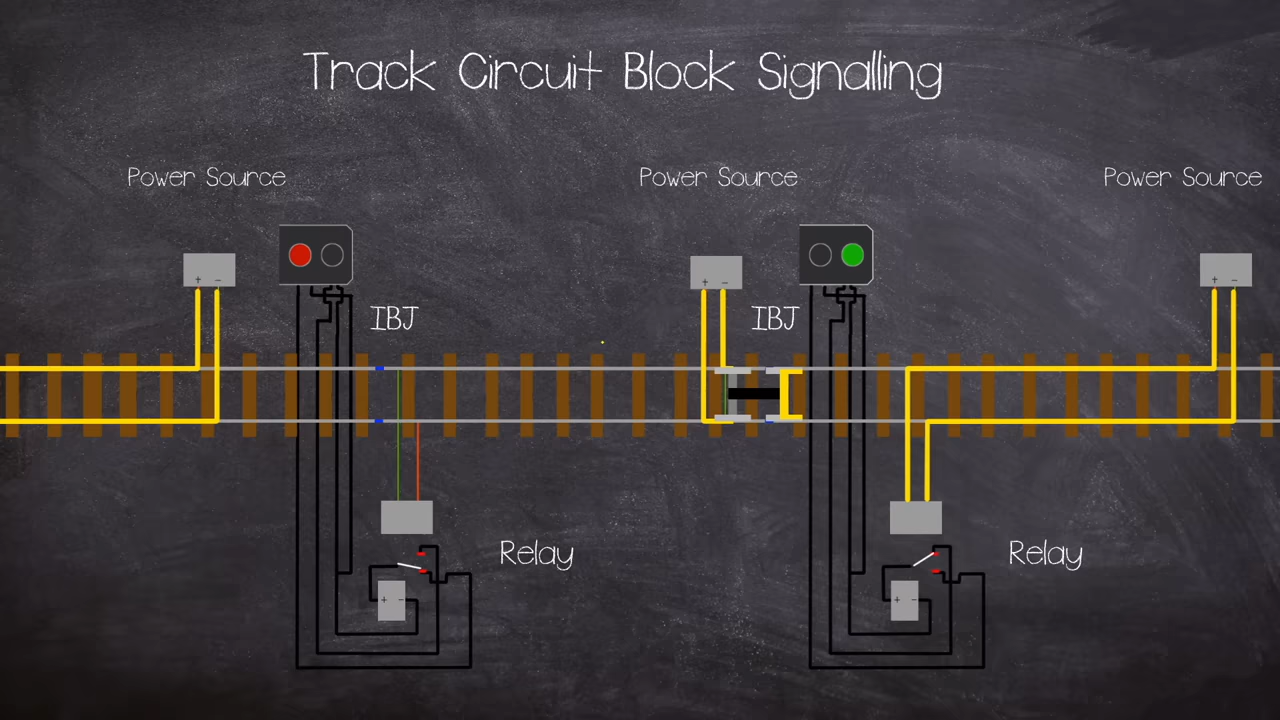 Track Circuit Block Signalling
Power Source
Power Source
Power Source
+ -
+ -
+ -
IBJ
IBJ
Relay
Relay
+ -
+ -